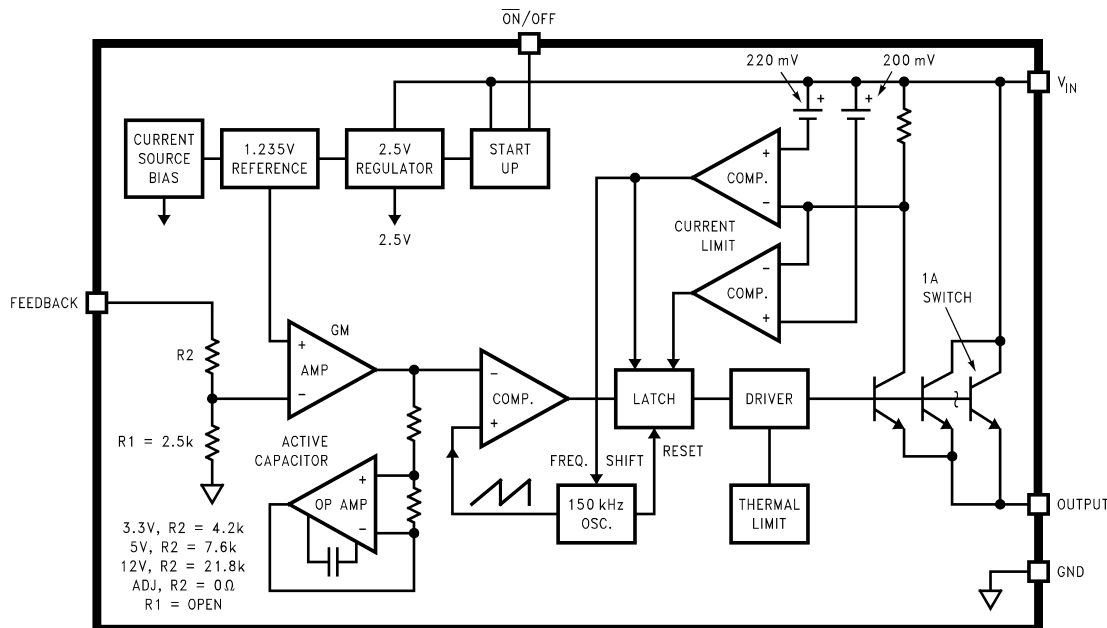 ON/OFF
220 mV
200 mV
VIN
CURRENT
SOURCE
BIAS
1.235V
REFERENCE
2.5V
REGULATOR
START
UP
+
+
+
COMP.
−
2.5V
CURRENT
LIMIT
−
COMP.
+
1A
SWITCH
FEEDBACK
GM
R2
+
AMP
−
−
COMP.
+
LATCH
DRIVER
R1 = 2.5k
ACTIVE
CAPACITOR
FREQ. SHIFT
RESET
+
OP AMP
−
150 kHz
OSC.
THERMAL
LIMIT
OUTPUT
3.3V, R2 = 4.2k
5V, R2 = 7.6k
12V, R2 = 21.8k
ADJ, R2 = 0Ω
R1 = OPEN
GND